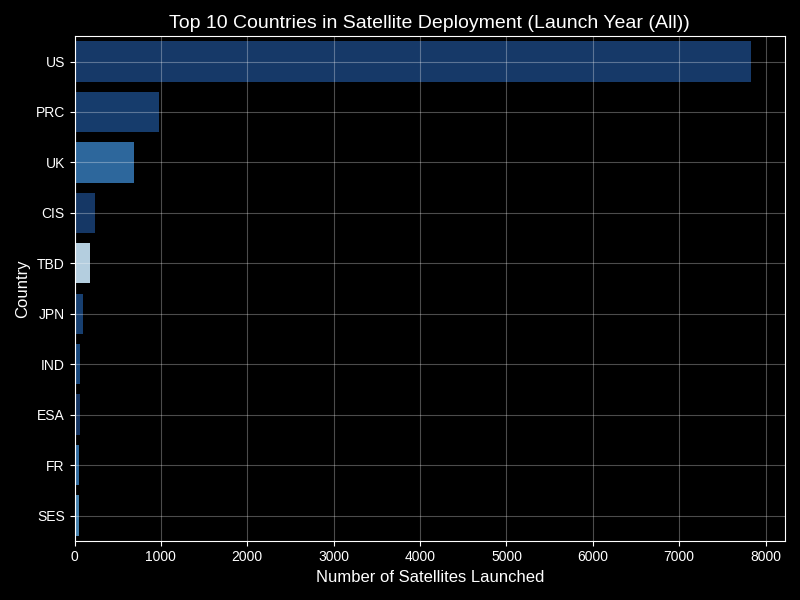 Top 10 Countries in Satellite Deployment (Launch Year (All))
US
PRC
UK
CIS
TBD
JPN
IND
ESA
FR
SES
Country
0 1000 2000 3000 4000 5000 6000 7000 8000
Number of Satellites Launched